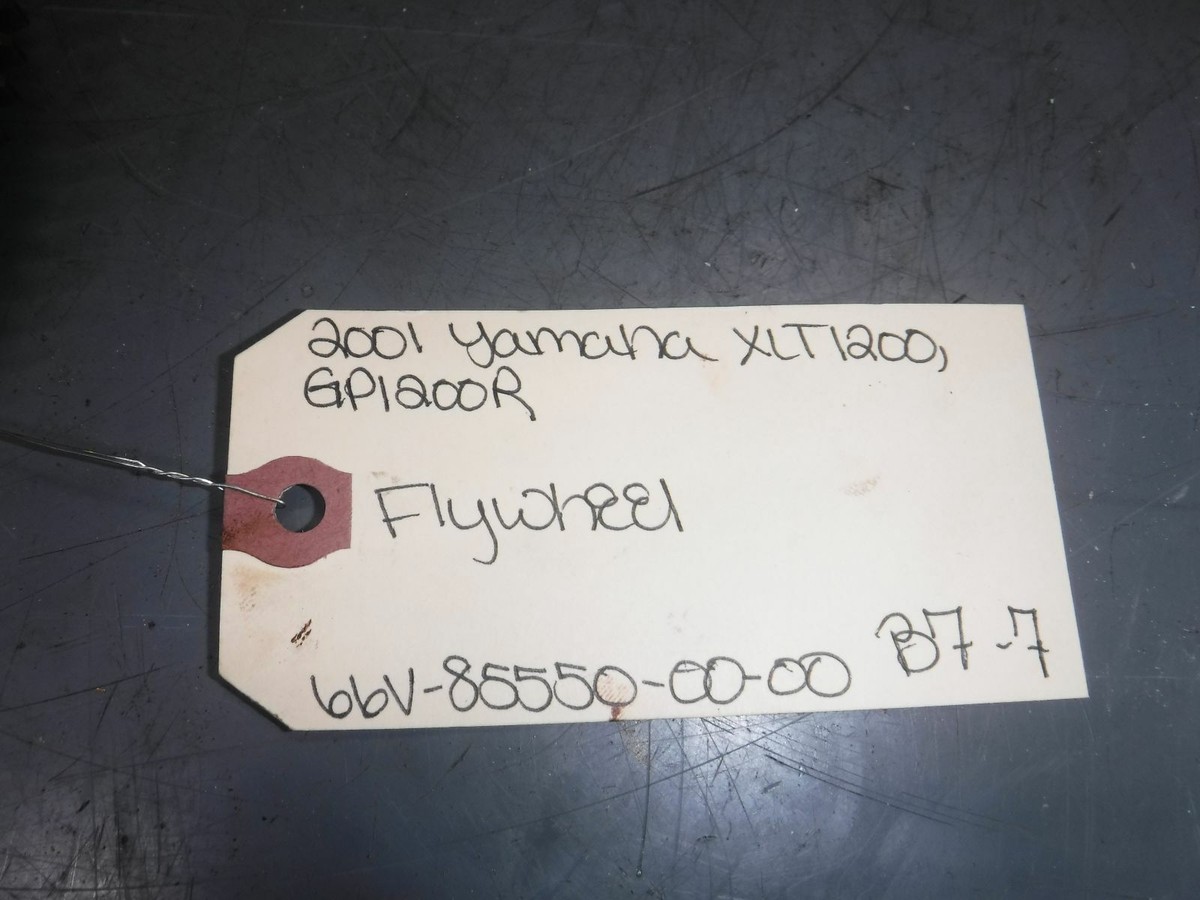 2001 Yamaha XLT1200,
GP1200R
Flywheel
B7-7
66V-85550-00-00